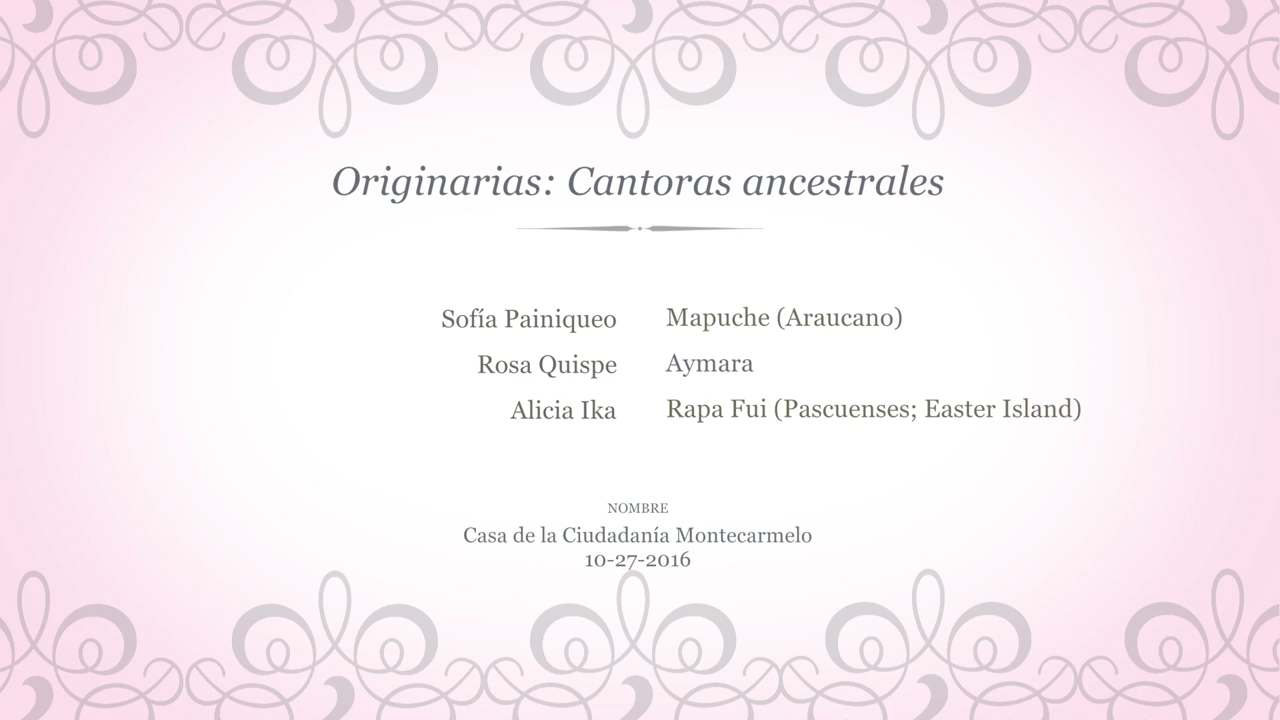 Originarias: Cantoras ancestrales
Sofía Painiqueo Mapuche (Araucano)
Rosa Quispe Aymara
Alicia Ika Rapa Fui (Pascuenses; Easter Island)
NOMBRE
Casa de la Ciudadanía Montecarmelo
10-27-2016